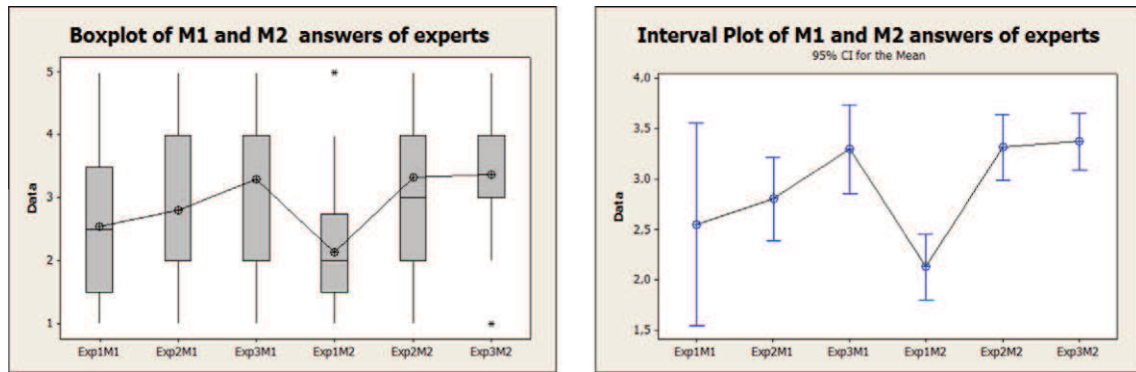 Boxplot of M1 and M2 answers of experts
5
4
3
2
1
Data
Exp1M1 Exp2M1 Exp3M1 Exp1M2 Exp2M2 Exp3M2
Interval Plot of M1 and M2 answers of experts
95% CI for the Mean
4.0
3.5
3.0
2.5
2.0
1.5
Data
Exp1M1 Exp2M1 Exp3M1 Exp1M2 Exp2M2 Exp3M2